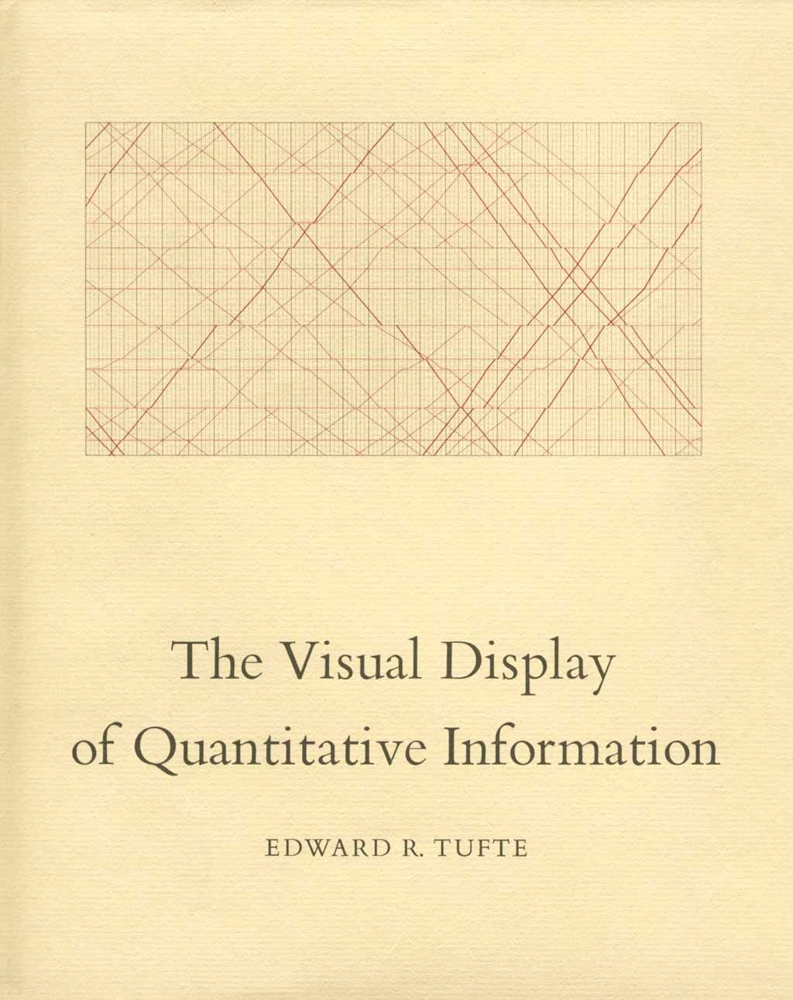 The Visual Display
of Quantitative Information
EDWARD R. TUFTE